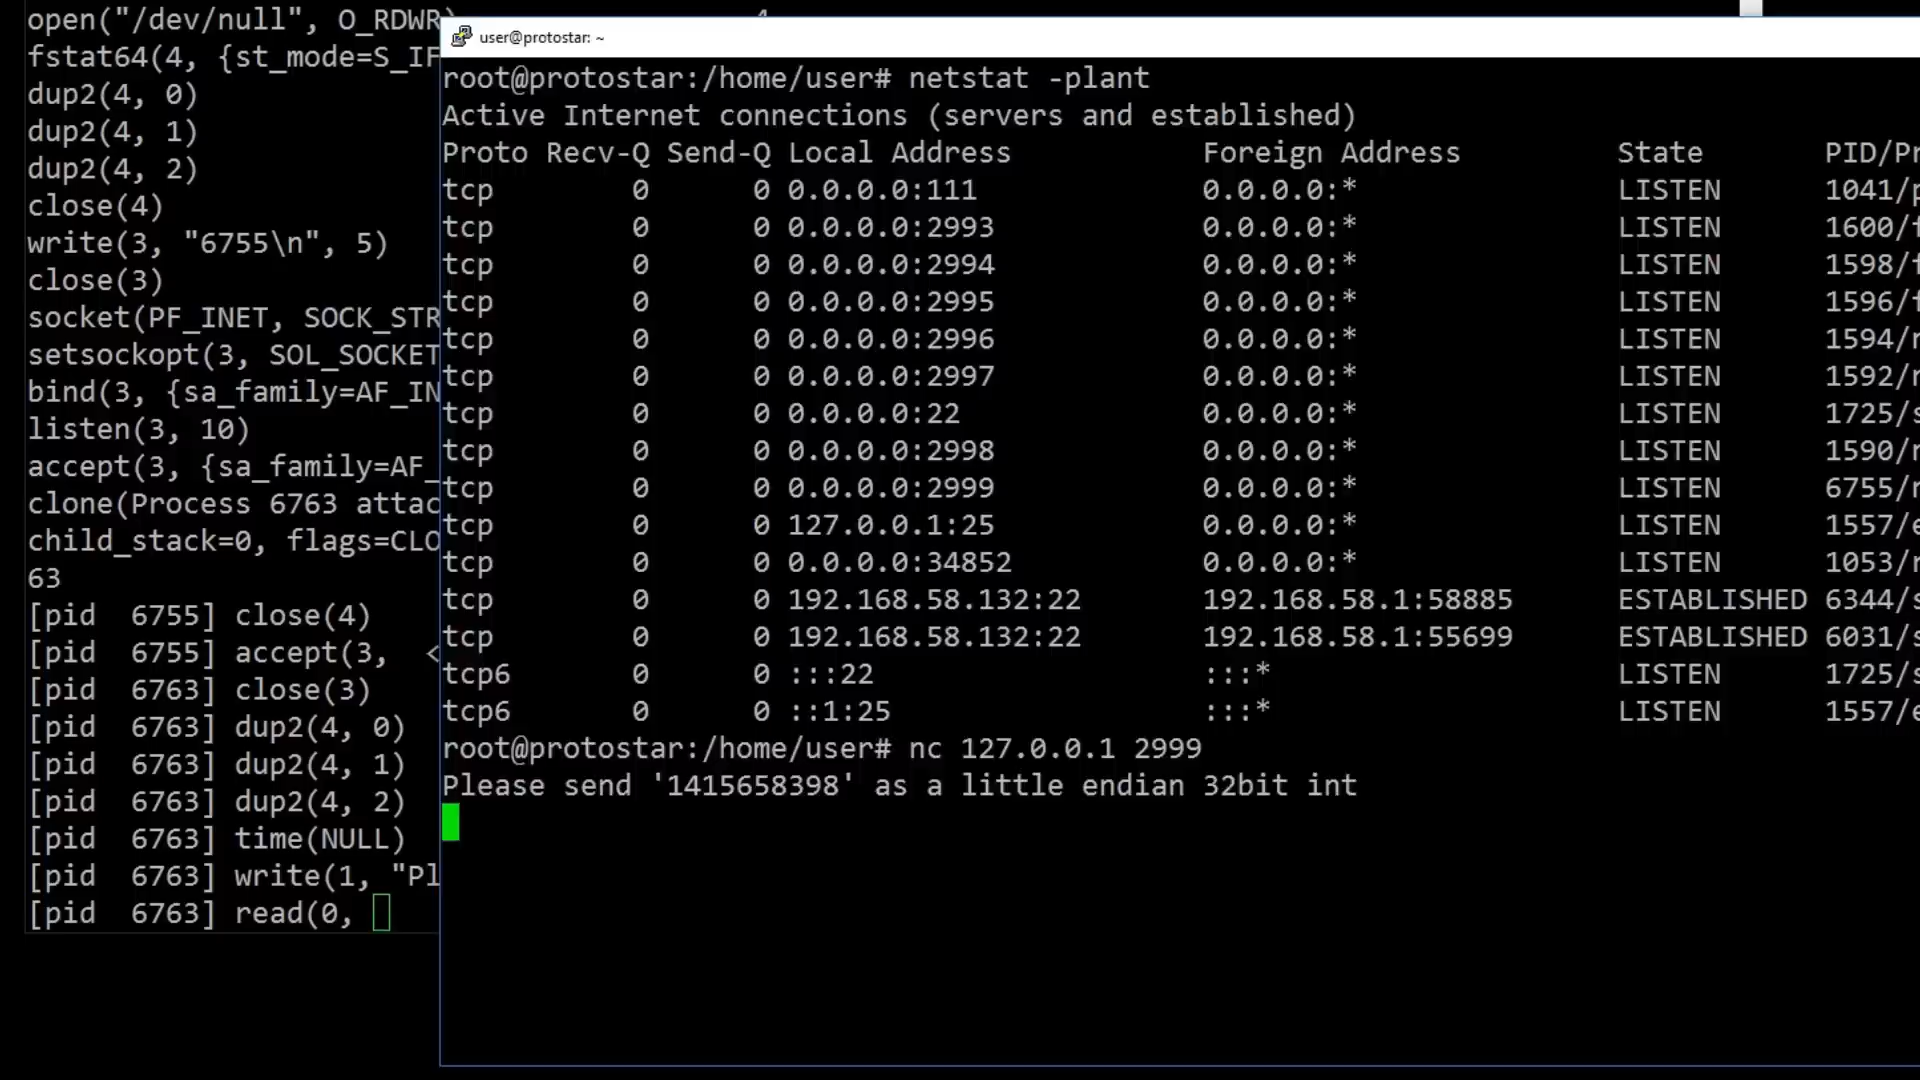 open("/dev/null", O_RDWR)
fstat64(4, {st_mode=S_IF
dup2(4, 0)
dup2(4, 1)
dup2(4, 2)
close(4)
write(3, "6755\n", 5)
close(3)
socket(PF_INET, SOCK_STR
setsockopt(3, SOL_SOCKET
bind(3, {sa_family=AF_IN
listen(3, 10)
accept(3, {sa_family=AF_
clone(Process 6763 attac
child_stack=0, flags=CLO
63
[pid  6755] close(4)
[pid  6755] accept(3,  <
[pid  6763] close(3)
[pid  6763] dup2(4, 0)
[pid  6763] dup2(4, 1)
[pid  6763] dup2(4, 2)
[pid  6763] time(NULL)
[pid  6763] write(1, "Pl
[pid  6763] read(0,
user@protostar: ~
root@protostar:/home/user# netstat -plant
Active Internet connections (servers and established)
Proto Recv-Q Send-Q Local Address           Foreign Address         State       PID/Pr
tcp        0      0 0.0.0.0:111             0.0.0.0:*               LISTEN      1041/p
tcp        0      0 0.0.0.0:2993            0.0.0.0:*               LISTEN      1600/f
tcp        0      0 0.0.0.0:2994            0.0.0.0:*               LISTEN      1598/f
tcp        0      0 0.0.0.0:2995            0.0.0.0:*               LISTEN      1596/f
tcp        0      0 0.0.0.0:2996            0.0.0.0:*               LISTEN      1594/n
tcp        0      0 0.0.0.0:2997            0.0.0.0:*               LISTEN      1592/n
tcp        0      0 0.0.0.0:22              0.0.0.0:*               LISTEN      1725/s
tcp        0      0 0.0.0.0:2998            0.0.0.0:*               LISTEN      1590/n
tcp        0      0 0.0.0.0:2999            0.0.0.0:*               LISTEN      6755/n
tcp        0      0 127.0.0.1:25            0.0.0.0:*               LISTEN      1557/e
tcp        0      0 0.0.0.0:34852           0.0.0.0:*               LISTEN      1053/r
tcp        0      0 192.168.58.132:22       192.168.58.1:58885      ESTABLISHED 6344/s
tcp        0      0 192.168.58.132:22       192.168.58.1:55699      ESTABLISHED 6031/s
tcp6       0      0 :::22                   :::*                    LISTEN      1725/s
tcp6       0      0 ::1:25                  :::*                    LISTEN      1557/e
root@protostar:/home/user# nc 127.0.0.1 2999
Please send '1415658398' as a little endian 32bit int